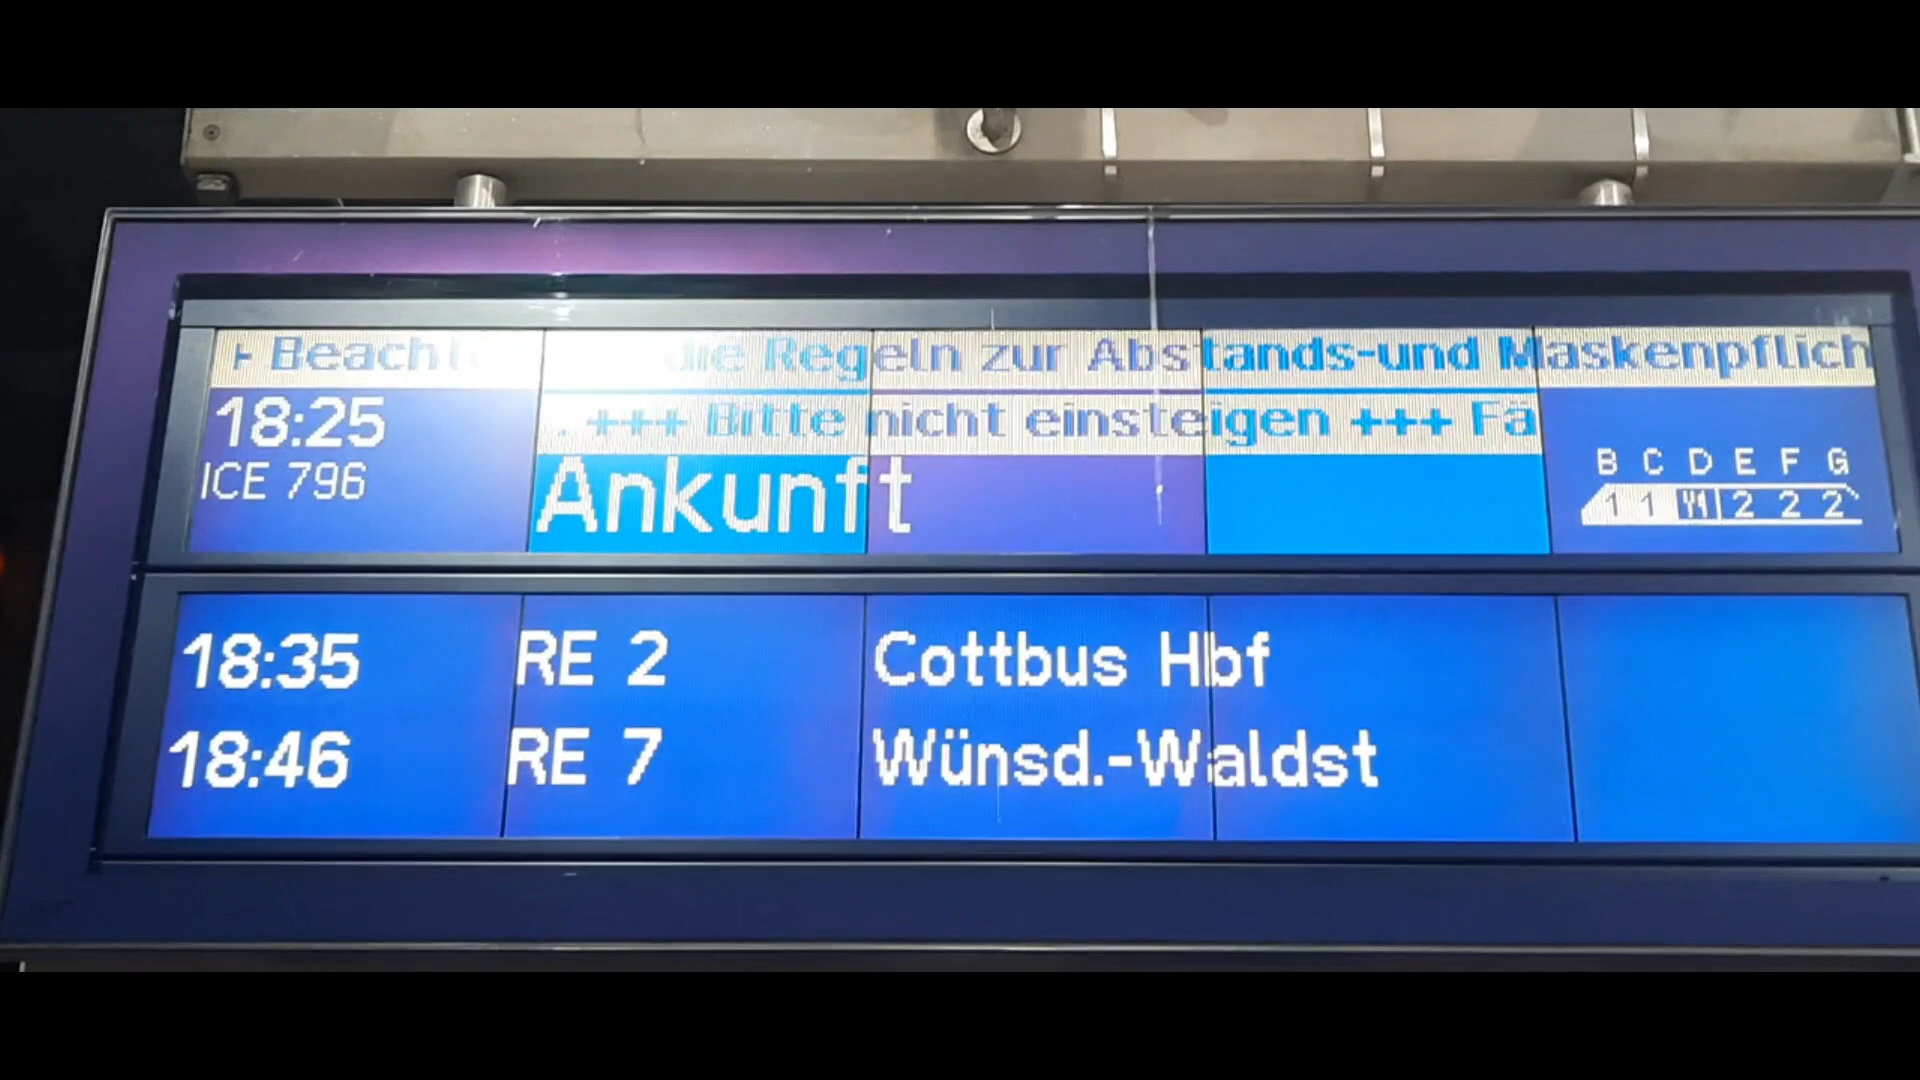 Beacht die Regeln zur Abstands-und Maskenpflich
18:25 . +++ Bitte nicht einsteigen +++ Fä
ICE 796 Ankunft
B C D E F G
1 1 2 2 2
18:35 RE 2 Cottbus Hbf
18:46 RE 7 Wünsd.-Waldst